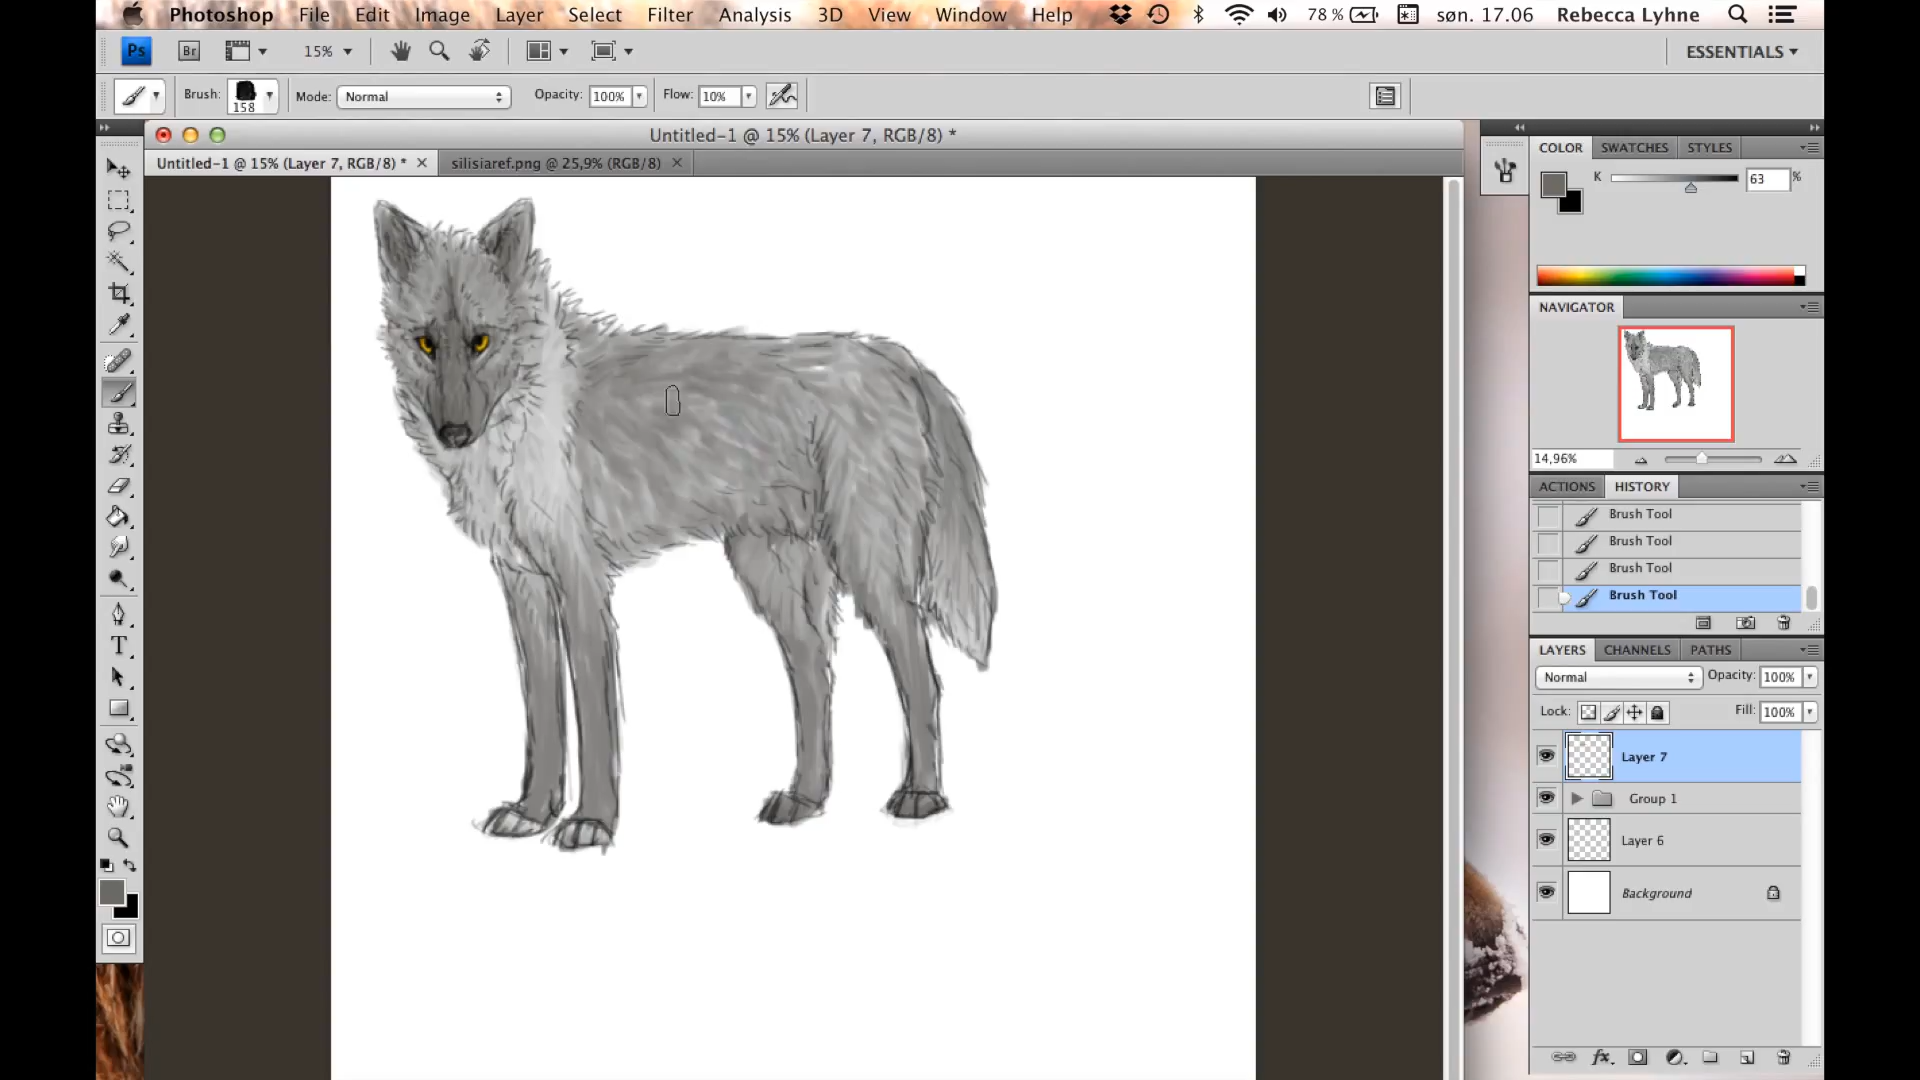 Photoshop File Edit Image Layer Select Filter Analysis 3D View Window Help 78 % søn. 17.06 Rebecca Lyhne
Ps Br 15% ESSENTIALS
Brush: 158 Mode: Normal Opacity: 100% Flow: 10%
Untitled-1 @ 15% (Layer 7, RGB/8) *
Untitled-1 @ 15% (Layer 7, RGB/8) * silisiaref.png @ 25,9% (RGB/8)
COLOR SWATCHES STYLES
K 63 %
NAVIGATOR
14,96%
ACTIONS HISTORY
Brush Tool
Brush Tool
Brush Tool
Brush Tool
LAYERS CHANNELS PATHS
Normal Opacity: 100%
Lock: Fill: 100%
Layer 7
Group 1
Layer 6
Background
fx
T